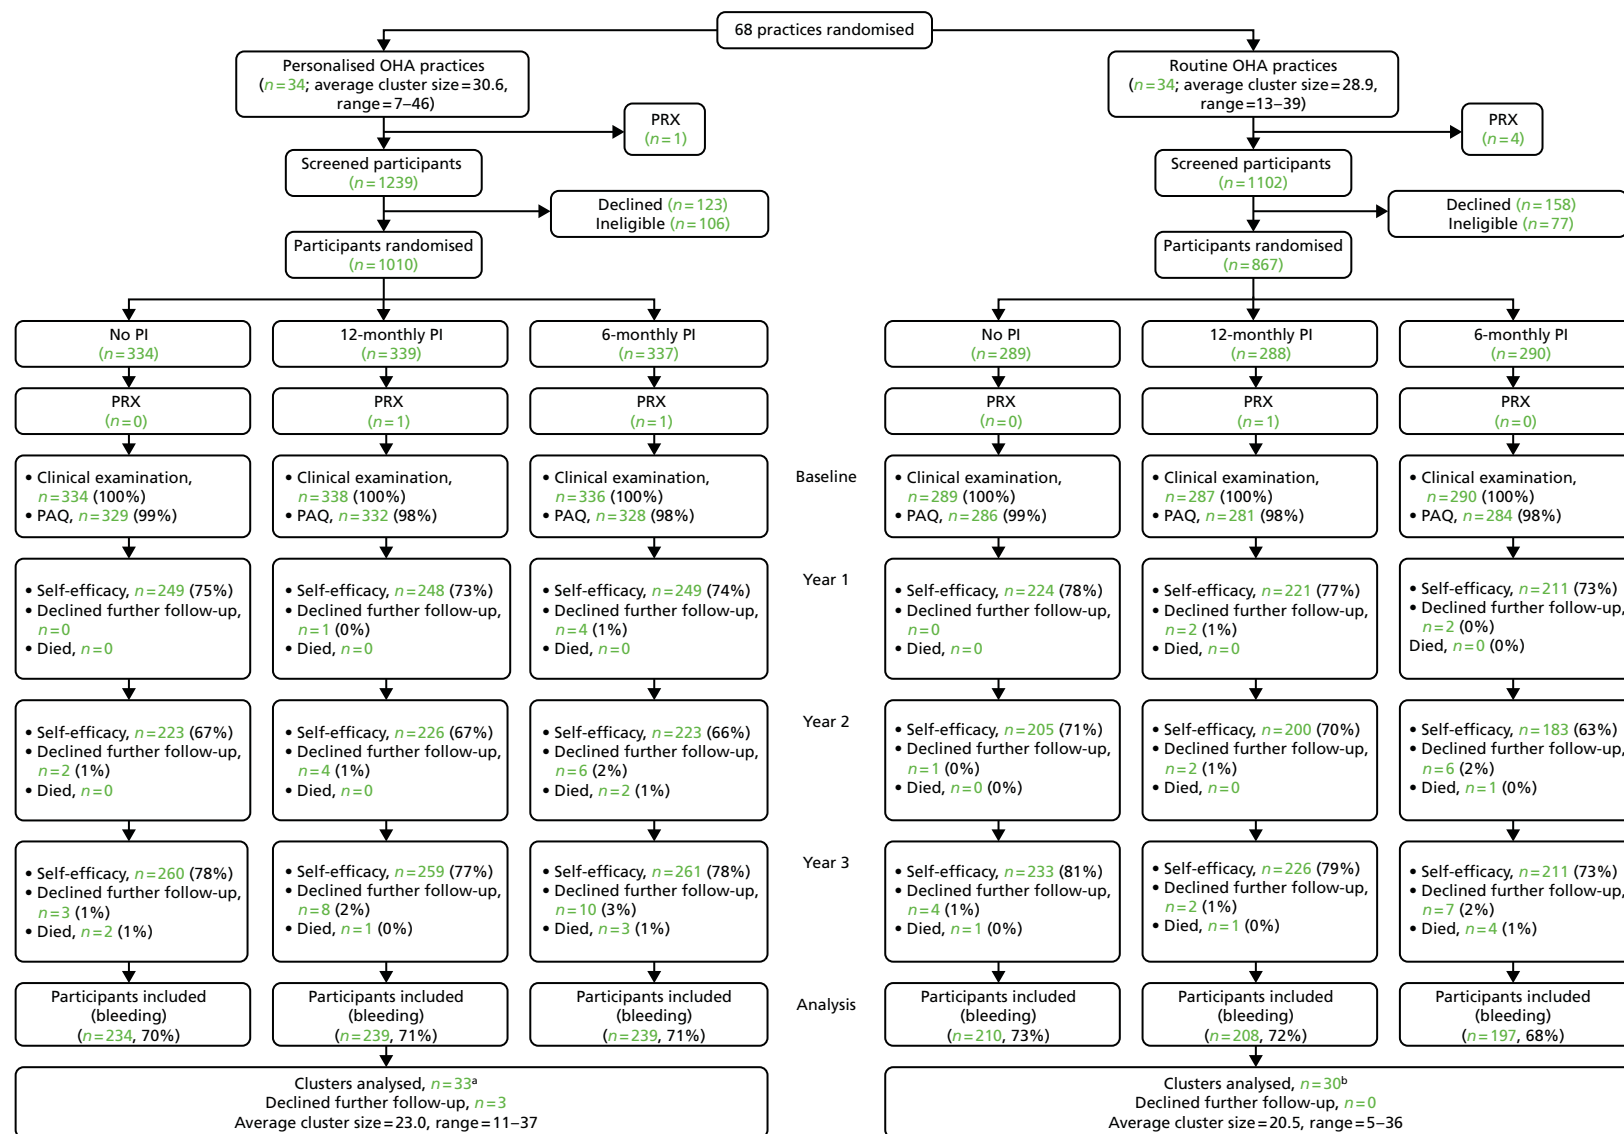 68 practices randomised
Personalised OHA practices
(n=34; average cluster size=30.6,
range=7–46)
Routine OHA practices
(n=34; average cluster size=28.9,
range=13–39)
PRX
(n=1)
PRX
(n=4)
Screened participants
(n=1239)
Screened participants
(n=1102)
Declined (n=123)
Ineligible (n=106)
Declined (n=158)
Ineligible (n=77)
Participants randomised
(n=1010)
Participants randomised
(n=867)
No PI
(n=334)
12-monthly PI
(n=339)
6-monthly PI
(n=337)
No PI
(n=289)
12-monthly PI
(n=288)
6-monthly PI
(n=290)
PRX
(n=0)
PRX
(n=1)
PRX
(n=1)
PRX
(n=0)
PRX
(n=1)
PRX
(n=0)
• Clinical examination,
n=334 (100%)
• PAQ, n=329 (99%)
• Clinical examination,
n=338 (100%)
• PAQ, n=332 (98%)
• Clinical examination,
n=336 (100%)
• PAQ, n=328 (98%)
Baseline
• Clinical examination,
n=289 (100%)
• PAQ, n=286 (99%)
• Clinical examination,
n=287 (100%)
• PAQ, n=281 (98%)
• Clinical examination,
n=290 (100%)
• PAQ, n=284 (98%)
• Self-efficacy, n=249 (75%)
• Declined further follow-up,
n=0
• Died, n=0
• Self-efficacy, n=248 (73%)
• Declined further follow-up,
n=1 (0%)
• Died, n=0
• Self-efficacy, n=249 (74%)
• Declined further follow-up,
n=4 (1%)
• Died, n=0
Year 1
• Self-efficacy, n=224 (78%)
• Declined further follow-up,
n=0
• Died, n=0
• Self-efficacy, n=221 (77%)
• Declined further follow-up,
n=2 (1%)
• Died, n=0
• Self-efficacy, n=211 (73%)
• Declined further follow-up,
n=2 (0%)
Died, n=0 (0%)
• Self-efficacy, n=223 (67%)
• Declined further follow-up,
n=2 (1%)
• Died, n=0
• Self-efficacy, n=226 (67%)
• Declined further follow-up,
n=4 (1%)
• Died, n=0
• Self-efficacy, n=223 (66%)
• Declined further follow-up,
n=6 (2%)
• Died, n=2 (1%)
Year 2
• Self-efficacy, n=205 (71%)
• Declined further follow-up,
n=1 (0%)
• Died, n=0 (0%)
• Self-efficacy, n=200 (70%)
• Declined further follow-up,
n=2 (1%)
• Died, n=0
• Self-efficacy, n=183 (63%)
• Declined further follow-up,
n=6 (2%)
• Died, n=1 (0%)
• Self-efficacy, n=260 (78%)
• Declined further follow-up,
n=3 (1%)
• Died, n=2 (1%)
• Self-efficacy, n=259 (77%)
• Declined further follow-up,
n=8 (2%)
• Died, n=1 (0%)
• Self-efficacy, n=261 (78%)
• Declined further follow-up,
n=10 (3%)
• Died, n=3 (1%)
Year 3
• Self-efficacy, n=233 (81%)
• Declined further follow-up,
n=4 (1%)
• Died, n=1 (0%)
• Self-efficacy, n=226 (79%)
• Declined further follow-up,
n=2 (1%)
• Died, n=1 (0%)
• Self-efficacy, n=211 (73%)
• Declined further follow-up,
n=7 (2%)
• Died, n=4 (1%)
Participants included
(bleeding)
(n=234, 70%)
Participants included
(bleeding)
(n=239, 71%)
Participants included
(bleeding)
(n=239, 71%)
Analysis
Participants included
(bleeding)
(n=210, 73%)
Participants included
(bleeding)
(n=208, 72%)
Participants included
(bleeding)
(n=197, 68%)
Clusters analysed, n=33ᵃ
Declined further follow-up, n=3
Average cluster size=23.0, range=11–37
Clusters analysed, n=30ᵇ
Declined further follow-up, n=0
Average cluster size=20.5, range=5–36